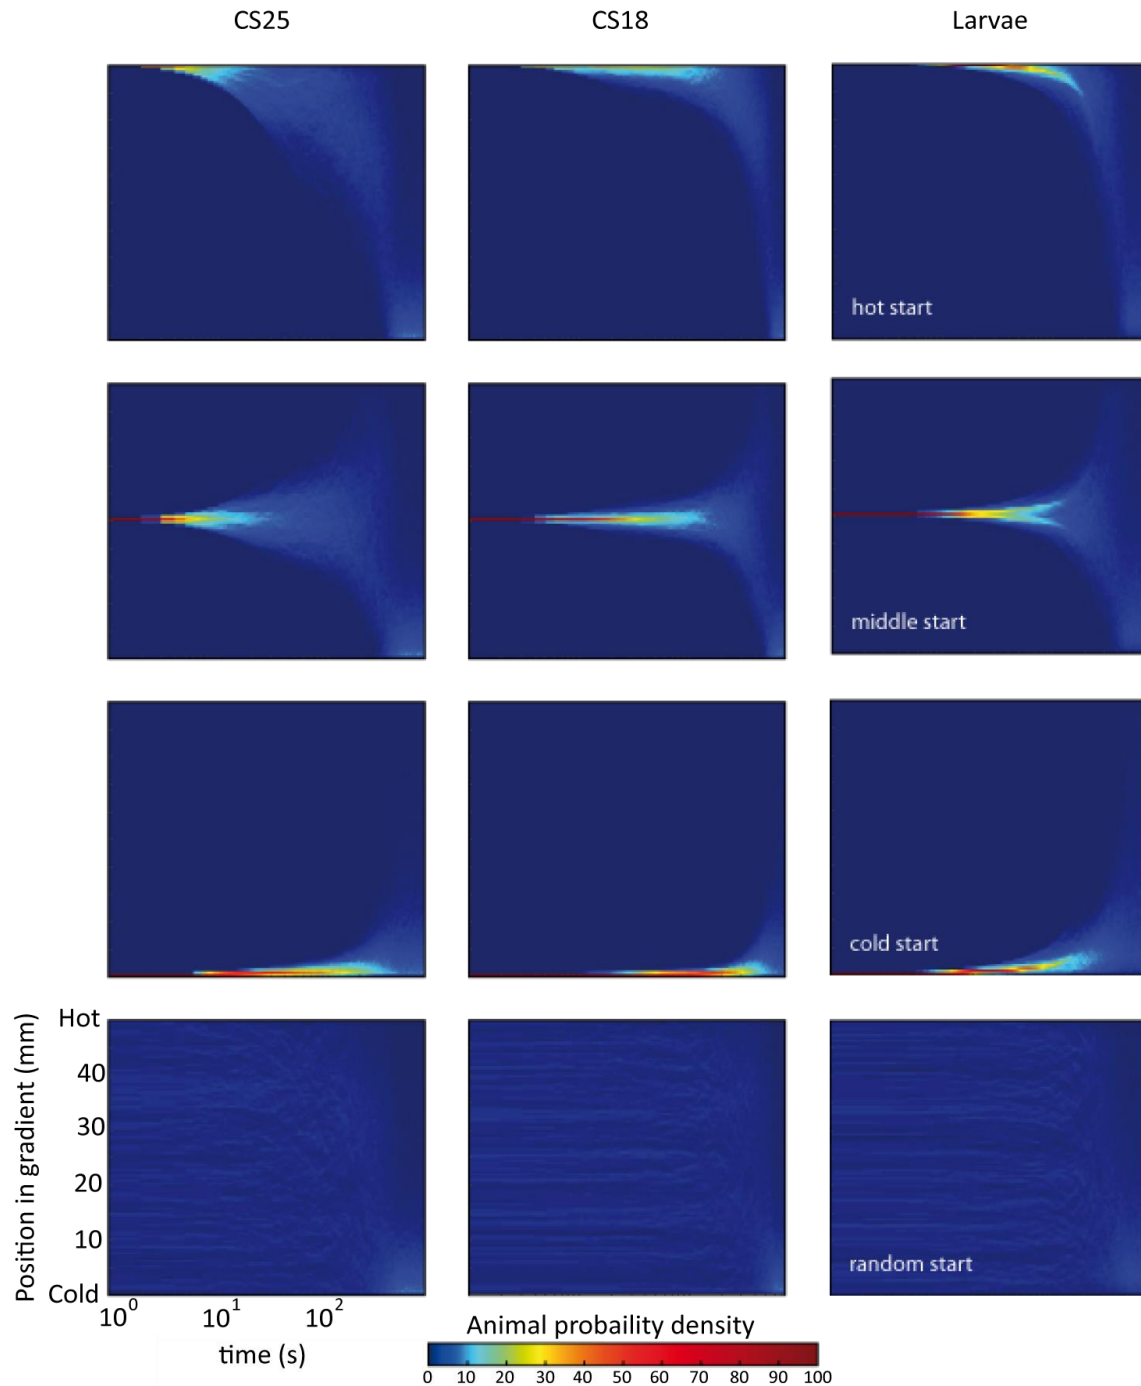 CS25 CS18 Larvae
hot start
middle start
cold start
Position in gradient (mm)
Hot
40
30
20
10
Cold
random start
10^0 10^1 10^2
time (s)
Animal probaility density
0 10 20 30 40 50 60 70 80 90 100